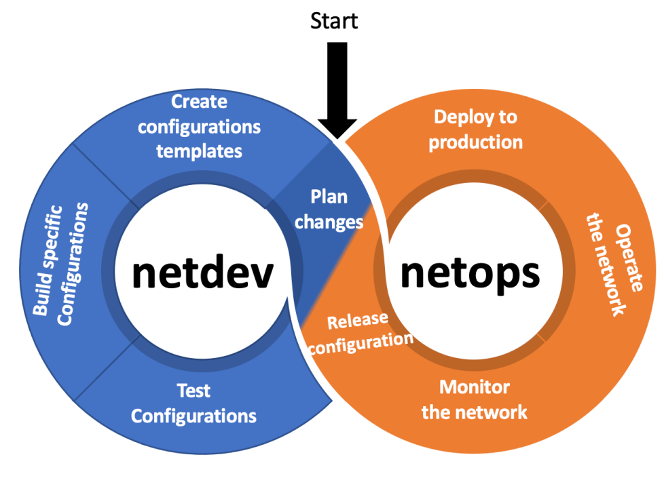 Start
Create
configurations
templates
Plan
changes
Build specific
Configurations
netdev
Test
Configurations
Release
configuration
Deploy to
production
Operate
the network
netops
Monitor
the network